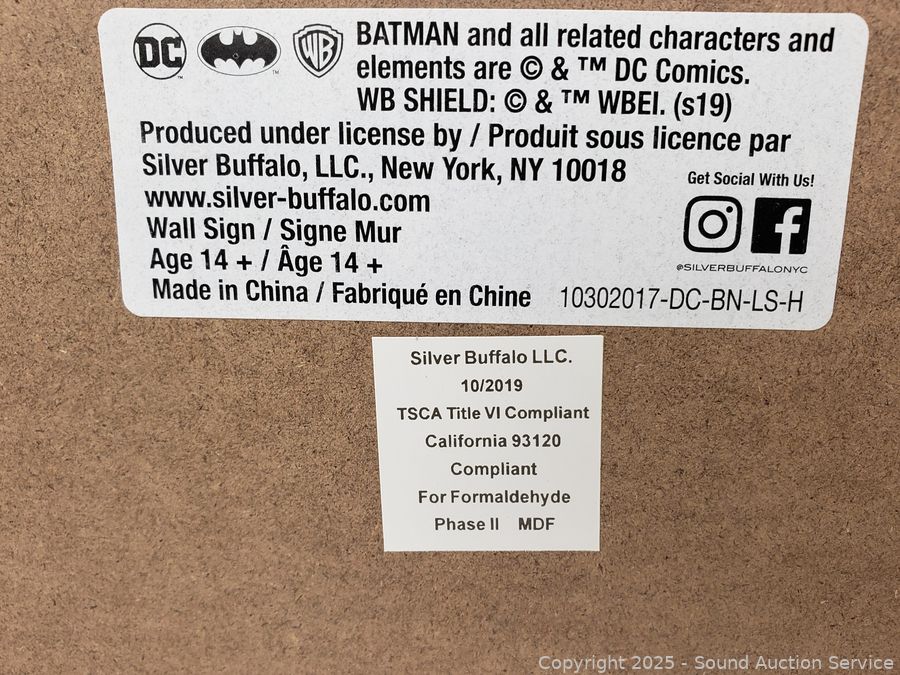 DC
TM
TM
WB
BATMAN and all related characters and
elements are © & ™ DC Comics.
WB SHIELD: © & ™ WBEI. (s19)
Produced under license by / Produit sous licence par
Silver Buffalo, LLC., New York, NY 10018
www.silver-buffalo.com
Wall Sign / Signe Mur
Age 14 + / Âge 14 +
Made in China / Fabriqué en Chine 10302017-DC-BN-LS-H
Get Social With Us!
f
@SILVERBUFFALONYC
Silver Buffalo LLC.
10/2019
TSCA Title VI Compliant
California 93120
Compliant
For Formaldehyde
Phase II MDF
Copyright 2025 - Sound Auction Service